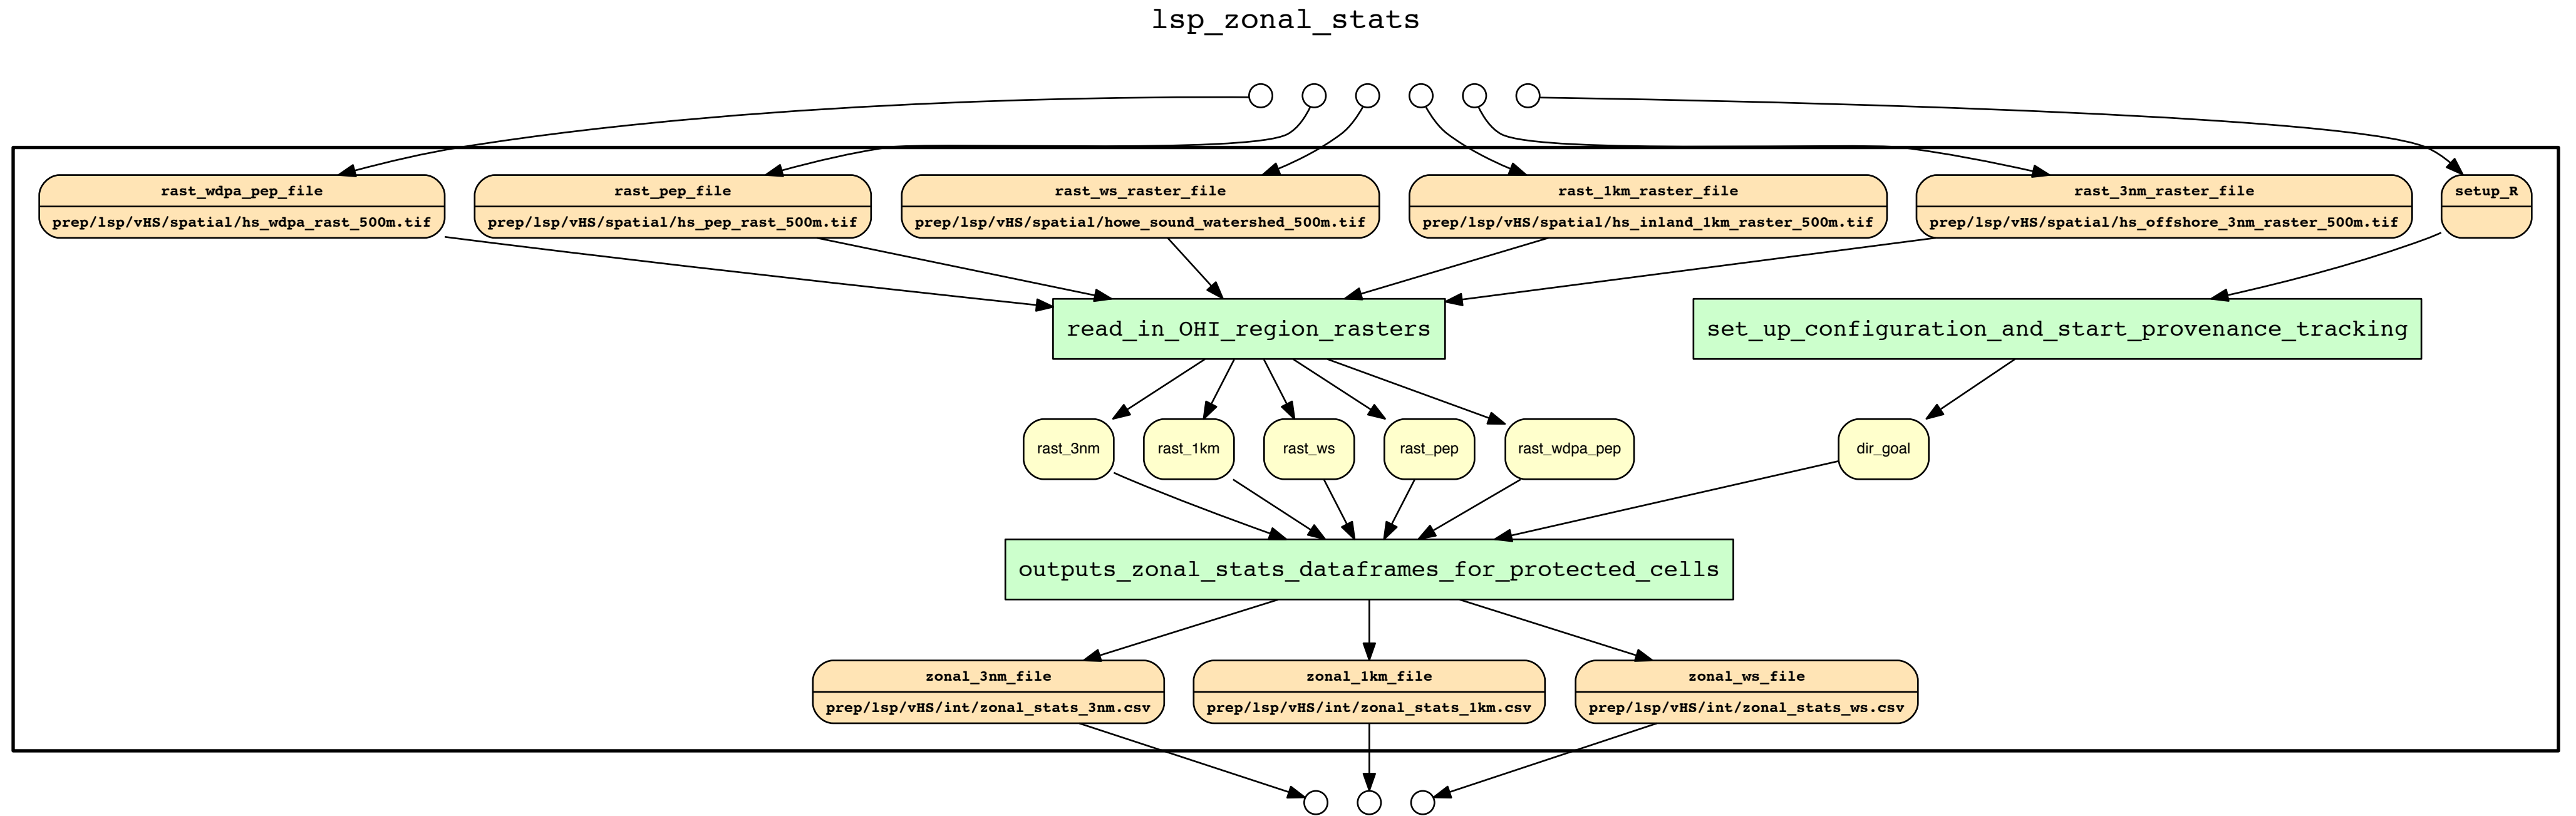 lsp_zonal_stats
rast_wdpa_pep_file
prep/lsp/vHS/spatial/hs_wdpa_rast_500m.tif
rast_pep_file
prep/lsp/vHS/spatial/hs_pep_rast_500m.tif
rast_ws_raster_file
prep/lsp/vHS/spatial/howe_sound_watershed_500m.tif
rast_1km_raster_file
prep/lsp/vHS/spatial/hs_inland_1km_raster_500m.tif
rast_3nm_raster_file
prep/lsp/vHS/spatial/hs_offshore_3nm_raster_500m.tif
setup_R
read_in_OHI_region_rasters
set_up_configuration_and_start_provenance_tracking
rast_3nm
rast_1km
rast_ws
rast_pep
rast_wdpa_pep
dir_goal
outputs_zonal_stats_dataframes_for_protected_cells
zonal_3nm_file
prep/lsp/vHS/int/zonal_stats_3nm.csv
zonal_1km_file
prep/lsp/vHS/int/zonal_stats_1km.csv
zonal_ws_file
prep/lsp/vHS/int/zonal_stats_ws.csv